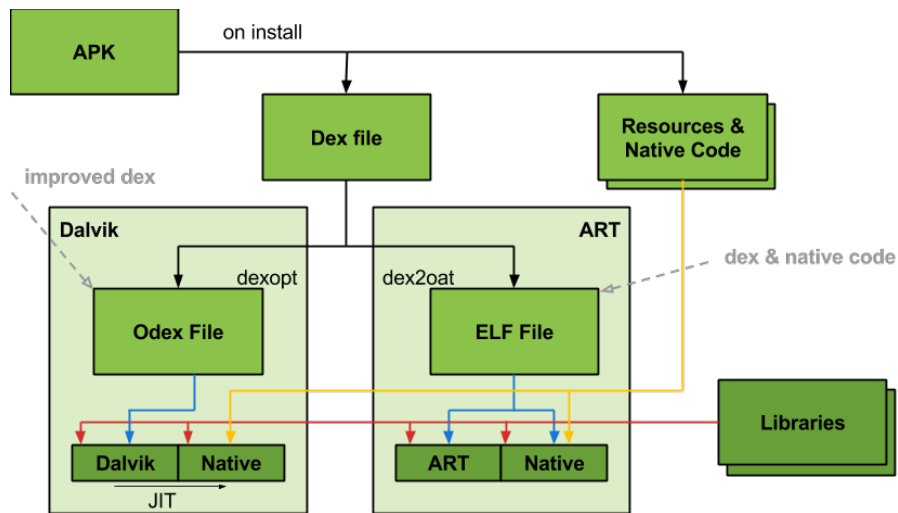 APK
on install
Dex file
Resources &
Native Code
improved dex
Dalvik
ART
dexopt
dex2oat
dex & native code
Odex File
ELF File
Libraries
Dalvik
Native
ART
Native
JIT